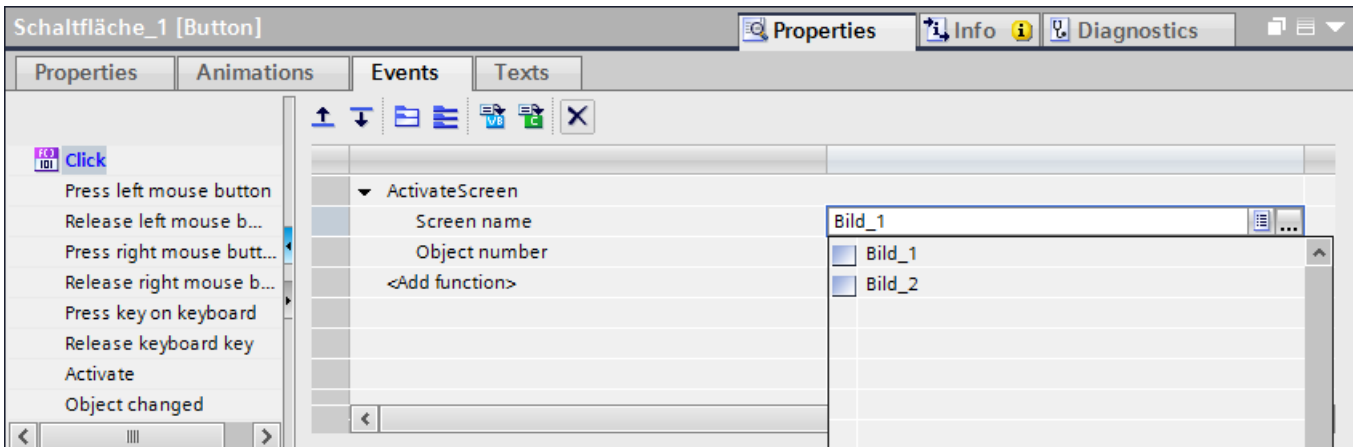 Schaltfläche_1 [Button]
Properties
Info
Diagnostics
Properties
Animations
Events
Texts
VB
C
Click
Press left mouse button
Release left mouse b...
Press right mouse butt...
Release right mouse b...
Press key on keyboard
Release keyboard key
Activate
Object changed
ActivateScreen
Screen name
Bild_1
...
Object number
<Add function>
Bild_1
Bild_2